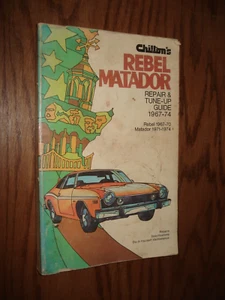 Chilton's
REBEL
MATADOR
REPAIR &
TUNE-UP
GUIDE
1967-74
Rebel 1967-70
Matador 1971-1974